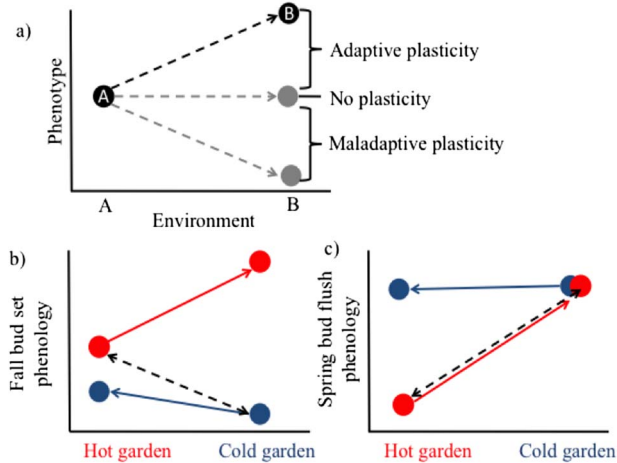 a)
B
Adaptive plasticity
A
No plasticity
Maladaptive plasticity
Phenotype
A
B
Environment
b)
Fall bud set
phenology
Hot garden
Cold garden
c)
Spring bud flush
phenology
Hot garden
Cold garden